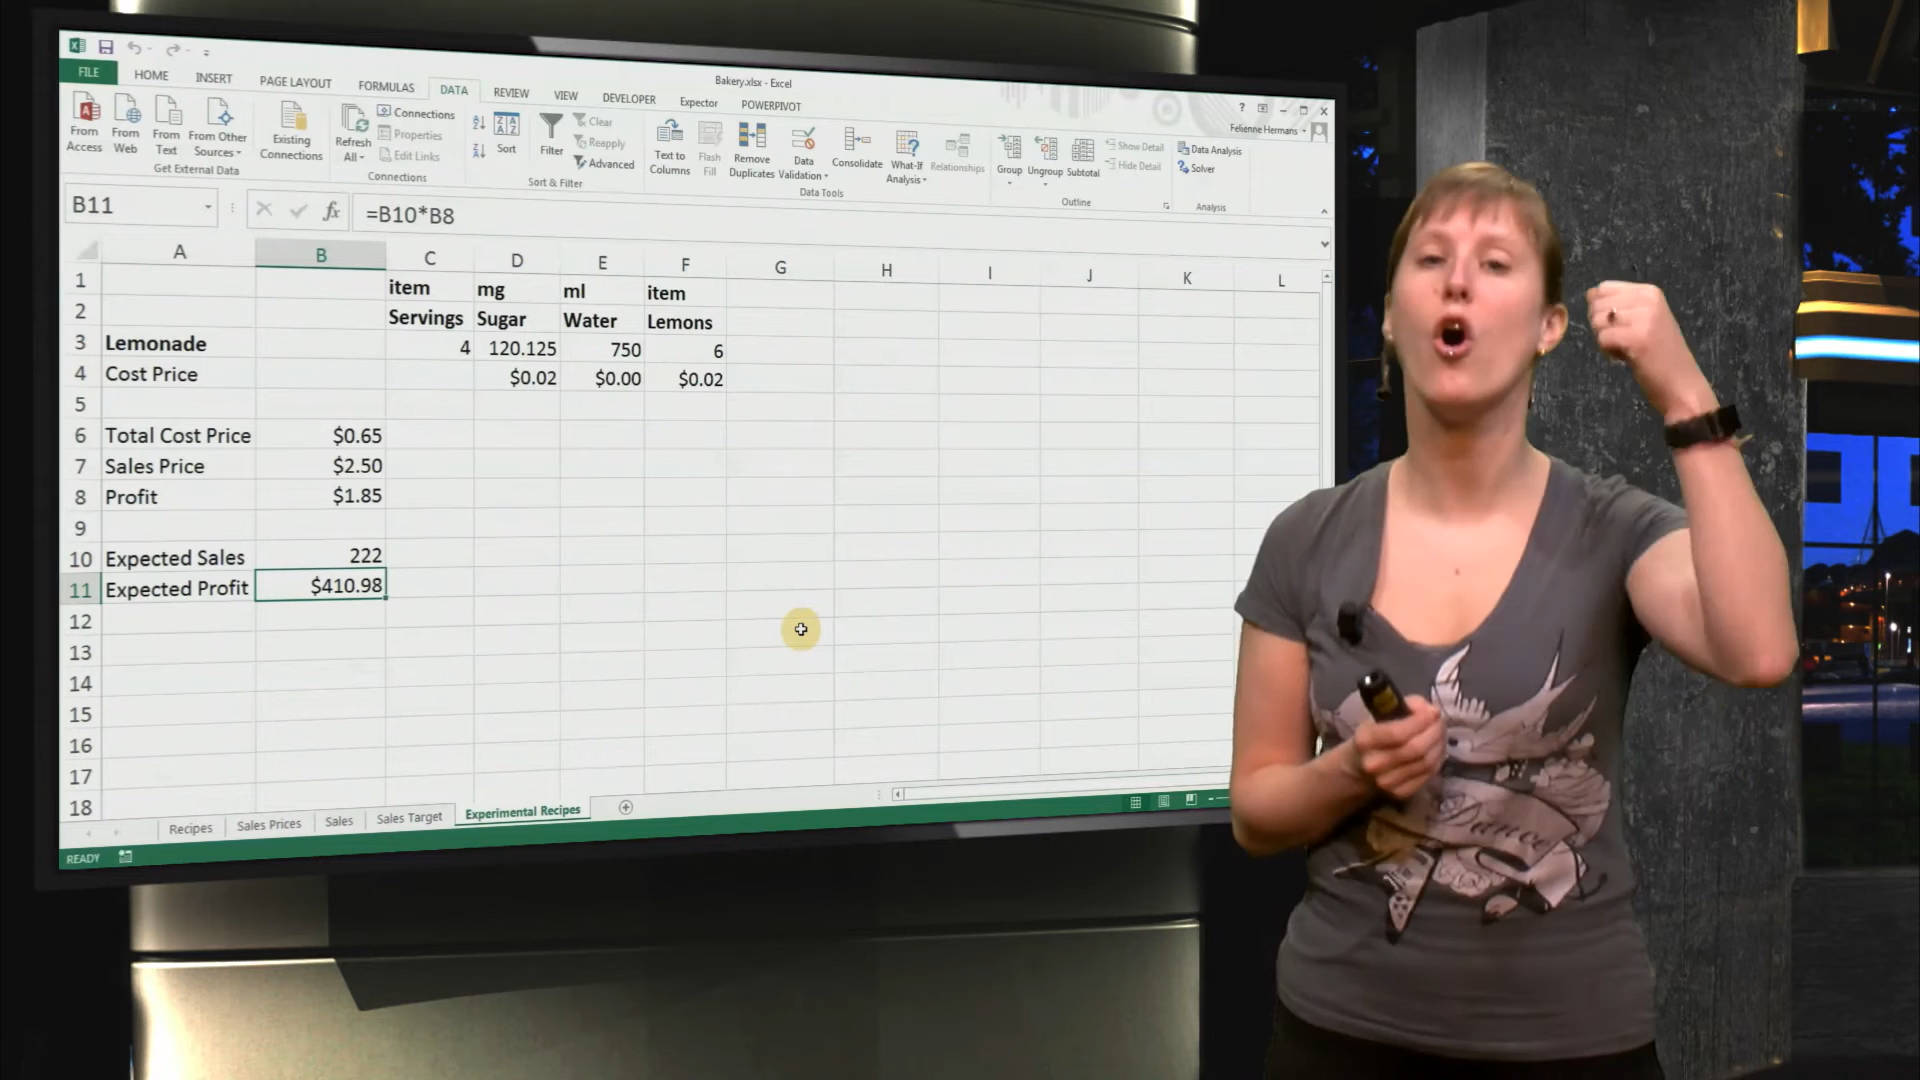 Bakery.xlsx - Excel
FILE HOME INSERT PAGE LAYOUT FORMULAS DATA REVIEW VIEW DEVELOPER Expector POWERPIVOT
Felienne Hermans
From Access
From Web
From Text
From Other Sources
Get External Data
Existing Connections
Refresh All
Connections
Properties
Edit Links
Connections
Sort
Filter
Clear
Reapply
Advanced
Sort & Filter
Text to Columns
Flash Fill
Remove Duplicates
Data Validation
Consolidate
What-If Analysis
Relationships
Data Tools
Group
Ungroup
Subtotal
Show Detail
Hide Detail
Outline
Data Analysis
Solver
Analysis
B11 fx =B10*B8
A B C D E F G H I J K L
1 item mg ml item
2 Servings Sugar Water Lemons
3 Lemonade 4 120.125 750 6
4 Cost Price $0.02 $0.00 $0.02
5
6 Total Cost Price $0.65
7 Sales Price $2.50
8 Profit $1.85
9
10 Expected Sales 222
11 Expected Profit $410.98
12
13
14
15
16
17
18
Recipes Sales Prices Sales Sales Target Experimental Recipes
READY
Dance